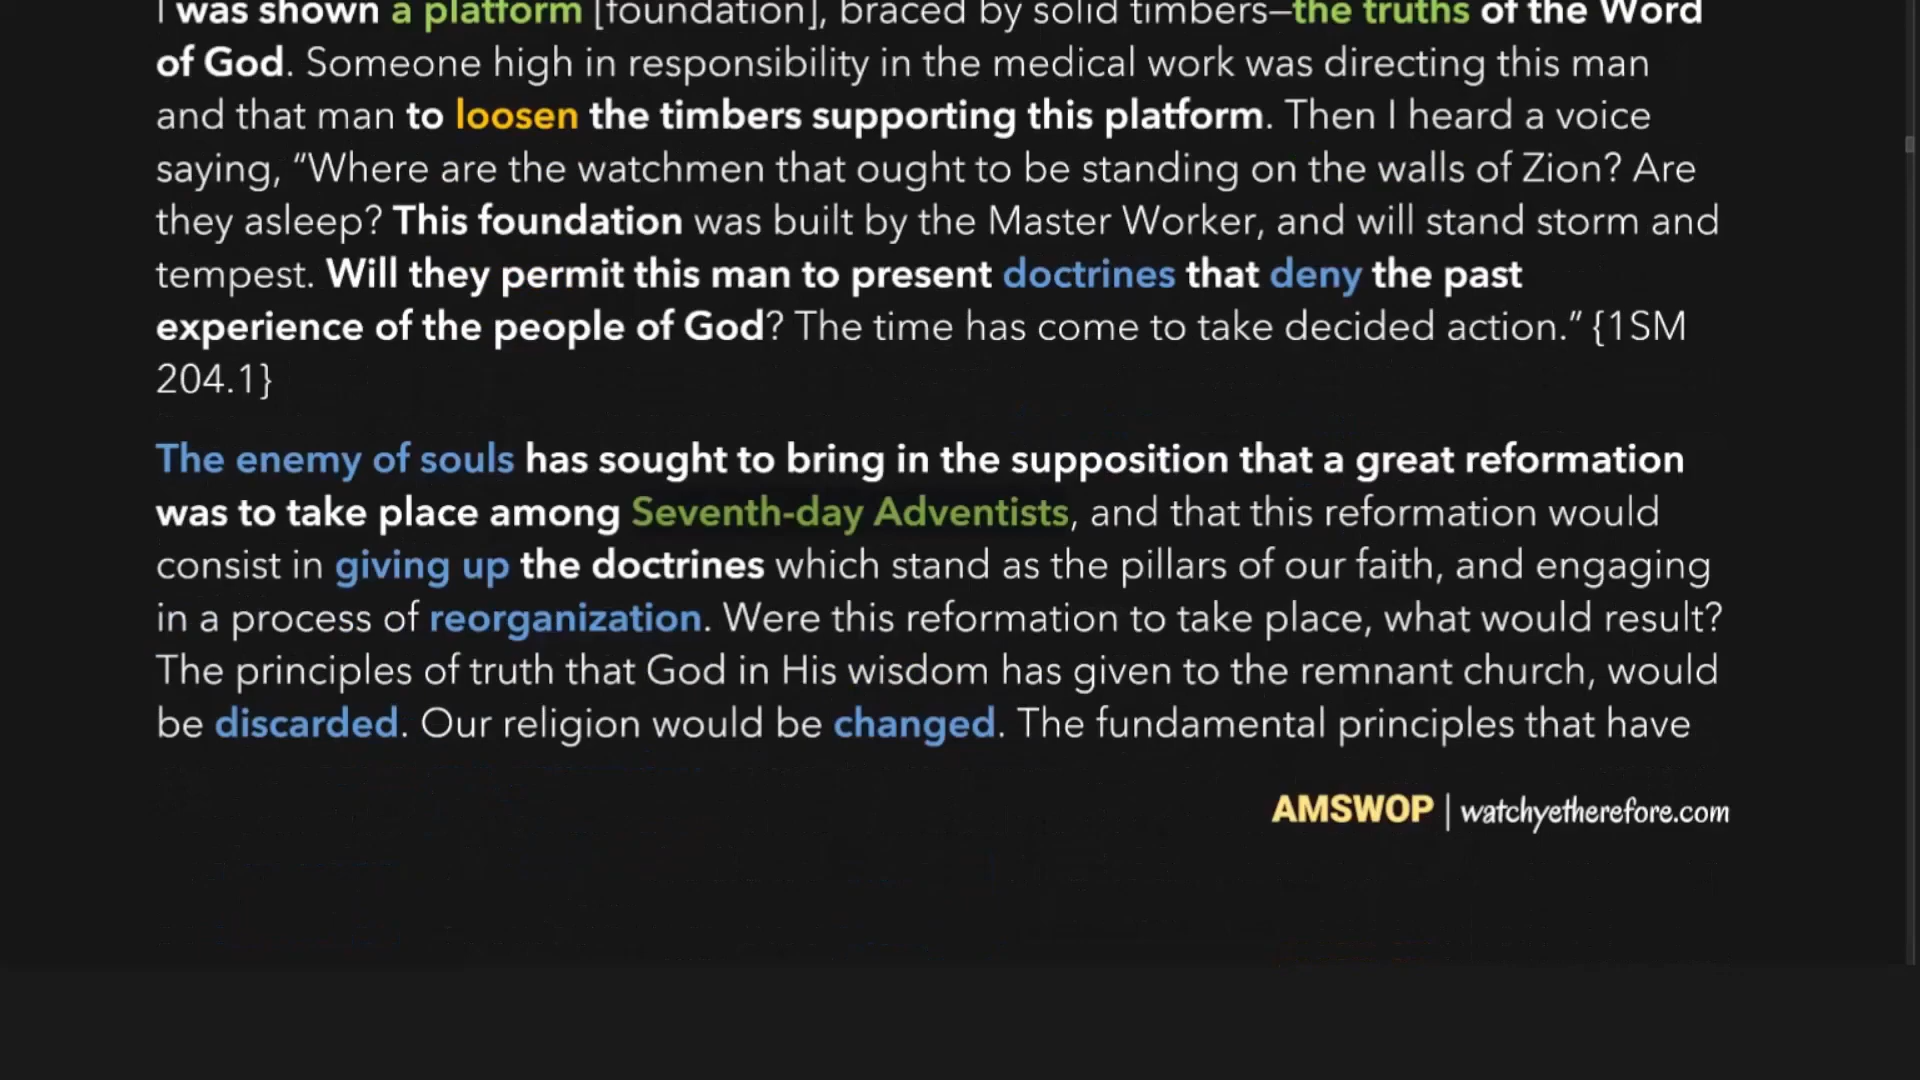 I was shown a platform [foundation], braced by solid timbers—the truths of the Word
of God. Someone high in responsibility in the medical work was directing this man
and that man to loosen the timbers supporting this platform. Then I heard a voice
saying, “Where are the watchmen that ought to be standing on the walls of Zion? Are
they asleep? This foundation was built by the Master Worker, and will stand storm and
tempest. Will they permit this man to present doctrines that deny the past
experience of the people of God? The time has come to take decided action.” {1SM
204.1}
The enemy of souls has sought to bring in the supposition that a great reformation
was to take place among Seventh-day Adventists, and that this reformation would
consist in giving up the doctrines which stand as the pillars of our faith, and engaging
in a process of reorganization. Were this reformation to take place, what would result?
The principles of truth that God in His wisdom has given to the remnant church, would
be discarded. Our religion would be changed. The fundamental principles that have
AMSWOP | watchyetherefore.com